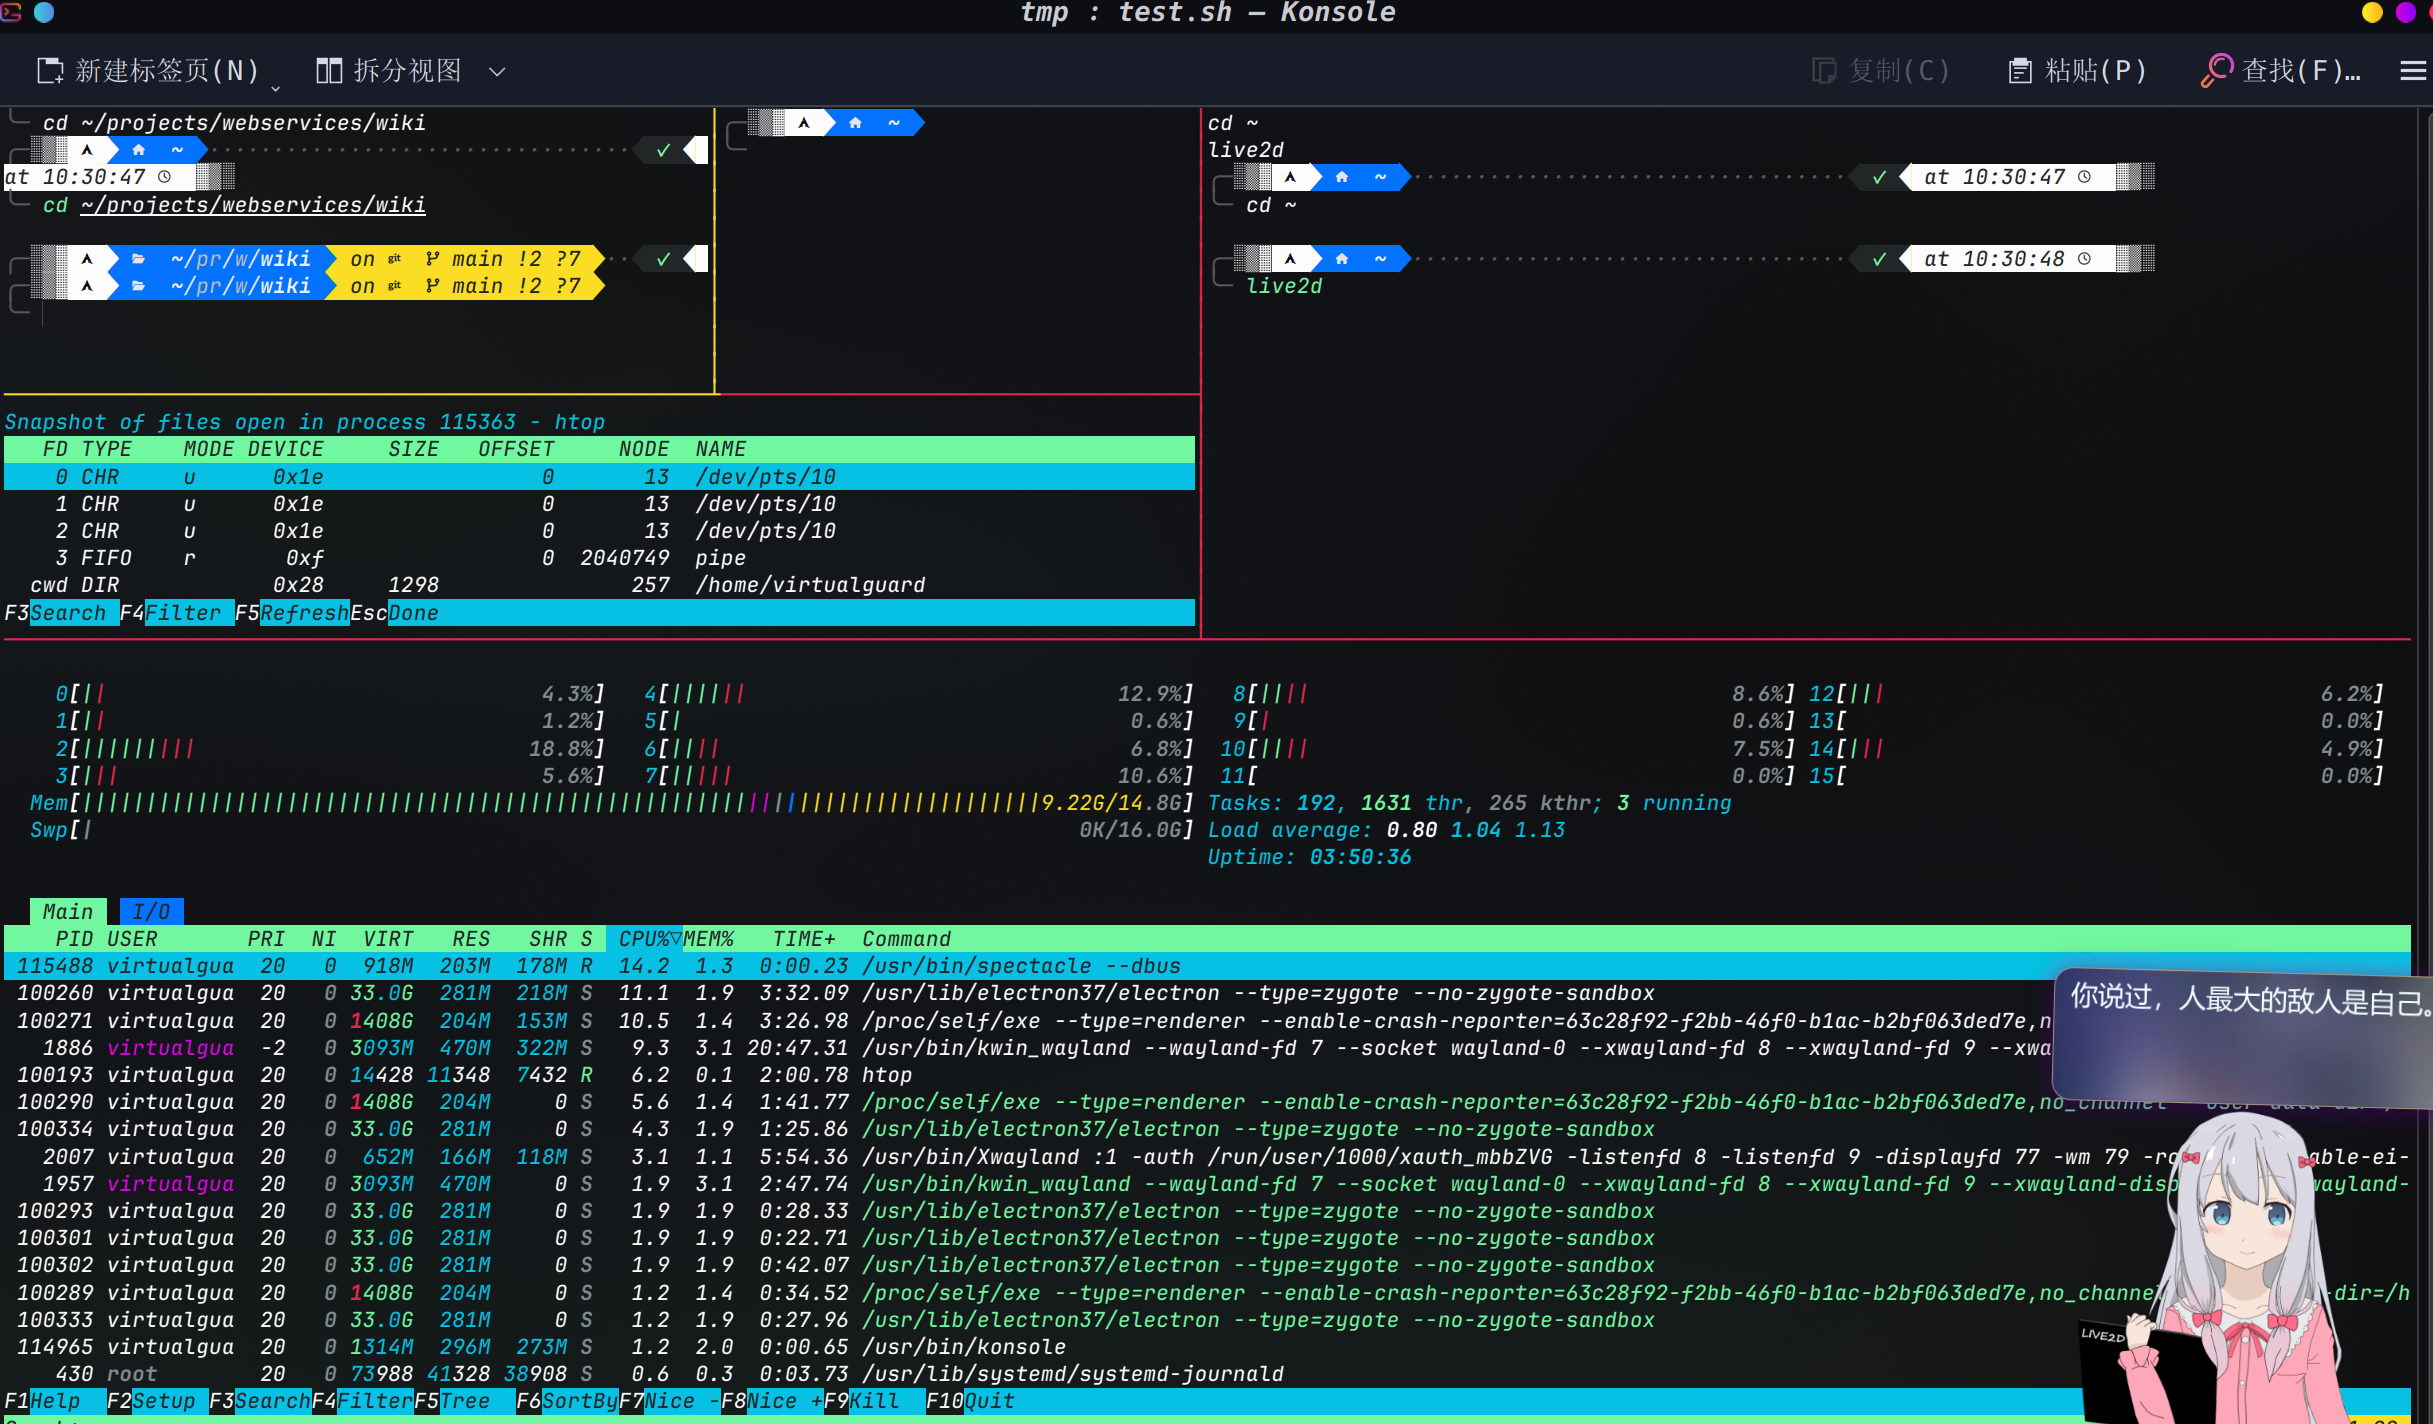 tmp : test.sh — Konsole
新建标签页(N) 拆分视图 复制(C) 粘贴(P) 查找(F)…
cd ~/projects/webservices/wiki
~ ✓
at 10:30:47
cd ~/projects/webservices/wiki
~/pr/w/wiki on git main !2 ?7 ✓
~/pr/w/wiki on git main !2 ?7
~
cd ~
live2d
~ ✓ at 10:30:47
cd ~
~ ✓ at 10:30:48
live2d
Snapshot of files open in process 115363 - htop
FD TYPE MODE DEVICE SIZE OFFSET NODE NAME
0 CHR u 0x1e 0 13 /dev/pts/10
1 CHR u 0x1e 0 13 /dev/pts/10
2 CHR u 0x1e 0 13 /dev/pts/10
3 FIFO r 0xf 0 2040749 pipe
cwd DIR 0x28 1298 257 /home/virtualguard
F3Search F4Filter F5RefreshEscDone
0[|| 4.3%] 4[|||||| 12.9%] 8[|||| 8.6%] 12[||| 6.2%]
1[|| 1.2%] 5[| 0.6%] 9[| 0.6%] 13[ 0.0%]
2[||||||||| 18.8%] 6[|||| 6.8%] 10[|||| 7.5%] 14[||| 4.9%]
3[||| 5.6%] 7[||||| 10.6%] 11[ 0.0%] 15[ 0.0%]
Mem[||||||||||||||||||||||||||||||||||||||||||||||||||||||||||||||||||||||||||||9.22G/14.8G] Tasks: 192, 1631 thr, 265 kthr; 3 running
Swp[| 0K/16.0G] Load average: 0.80 1.04 1.13
Uptime: 03:50:36
Main I/O
PID USER PRI NI VIRT RES SHR S CPU%▽MEM% TIME+ Command
115488 virtualgua 20 0 918M 203M 178M R 14.2 1.3 0:00.23 /usr/bin/spectacle --dbus
100260 virtualgua 20 0 33.0G 281M 218M S 11.1 1.9 3:32.09 /usr/lib/electron37/electron --type=zygote --no-zygote-sandbox
100271 virtualgua 20 0 1408G 204M 153M S 10.5 1.4 3:26.98 /proc/self/exe --type=renderer --enable-crash-reporter=63c28f92-f2bb-46f0-b1ac-b2bf063ded7e,n
1886 virtualgua -2 0 3093M 470M 322M S 9.3 3.1 20:47.31 /usr/bin/kwin_wayland --wayland-fd 7 --socket wayland-0 --xwayland-fd 8 --xwayland-fd 9 --xwa
100193 virtualgua 20 0 14428 11348 7432 R 6.2 0.1 2:00.78 htop
100290 virtualgua 20 0 1408G 204M 0 S 5.6 1.4 1:41.77 /proc/self/exe --type=renderer --enable-crash-reporter=63c28f92-f2bb-46f0-b1ac-b2bf063ded7e,no_channel
100334 virtualgua 20 0 33.0G 281M 0 S 4.3 1.9 1:25.86 /usr/lib/electron37/electron --type=zygote --no-zygote-sandbox
2007 virtualgua 20 0 652M 166M 118M S 3.1 1.1 5:54.36 /usr/bin/Xwayland :1 -auth /run/user/1000/xauth_mbbZVG -listenfd 8 -listenfd 9 -displayfd 77 -wm 79 -ro able-ei-
1957 virtualgua 20 0 3093M 470M 0 S 1.9 3.1 2:47.74 /usr/bin/kwin_wayland --wayland-fd 7 --socket wayland-0 --xwayland-fd 8 --xwayland-fd 9 --xwayland-disp wayland-
100293 virtualgua 20 0 33.0G 281M 0 S 1.9 1.9 0:28.33 /usr/lib/electron37/electron --type=zygote --no-zygote-sandbox
100301 virtualgua 20 0 33.0G 281M 0 S 1.9 1.9 0:22.71 /usr/lib/electron37/electron --type=zygote --no-zygote-sandbox
100302 virtualgua 20 0 33.0G 281M 0 S 1.9 1.9 0:42.07 /usr/lib/electron37/electron --type=zygote --no-zygote-sandbox
100289 virtualgua 20 0 1408G 204M 0 S 1.2 1.4 0:34.52 /proc/self/exe --type=renderer --enable-crash-reporter=63c28f92-f2bb-46f0-b1ac-b2bf063ded7e,no_channel -dir=/h
100333 virtualgua 20 0 33.0G 281M 0 S 1.2 1.9 0:27.96 /usr/lib/electron37/electron --type=zygote --no-zygote-sandbox
114965 virtualgua 20 0 1314M 296M 273M S 1.2 2.0 0:00.65 /usr/bin/konsole
430 root 20 0 73988 41328 38908 S 0.6 0.3 0:03.73 /usr/lib/systemd/systemd-journald
F1Help F2Setup F3SearchF4FilterF5Tree F6SortByF7Nice -F8Nice +F9Kill F10Quit
你说过，人最大的敌人是自己。
LIVE2D